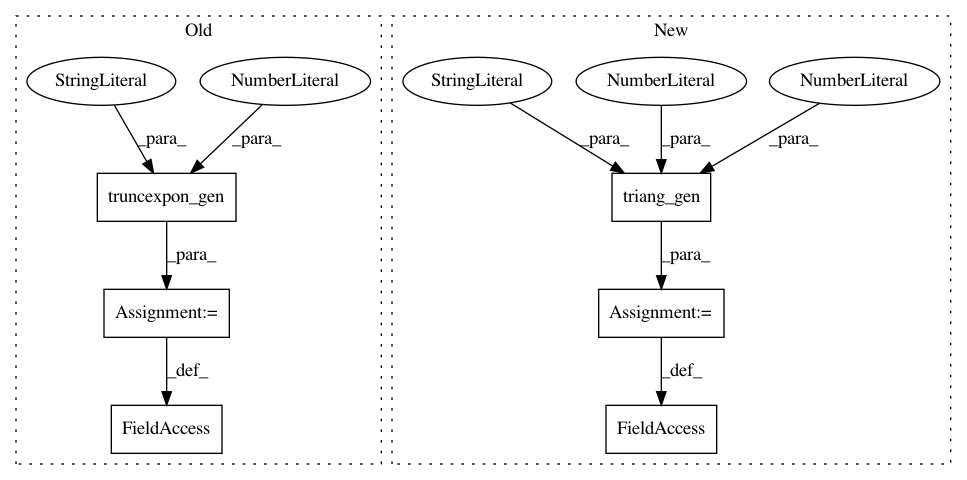 Old
New
StringLiteral
NumberLiteral
StringLiteral
NumberLiteral
NumberLiteral
_para_
_para_
_para_
_para_
_para_
truncexpon_gen
triang_gen
_para_
_para_
Assignment:=
Assignment:=
_def_
_def_
FieldAccess
FieldAccess